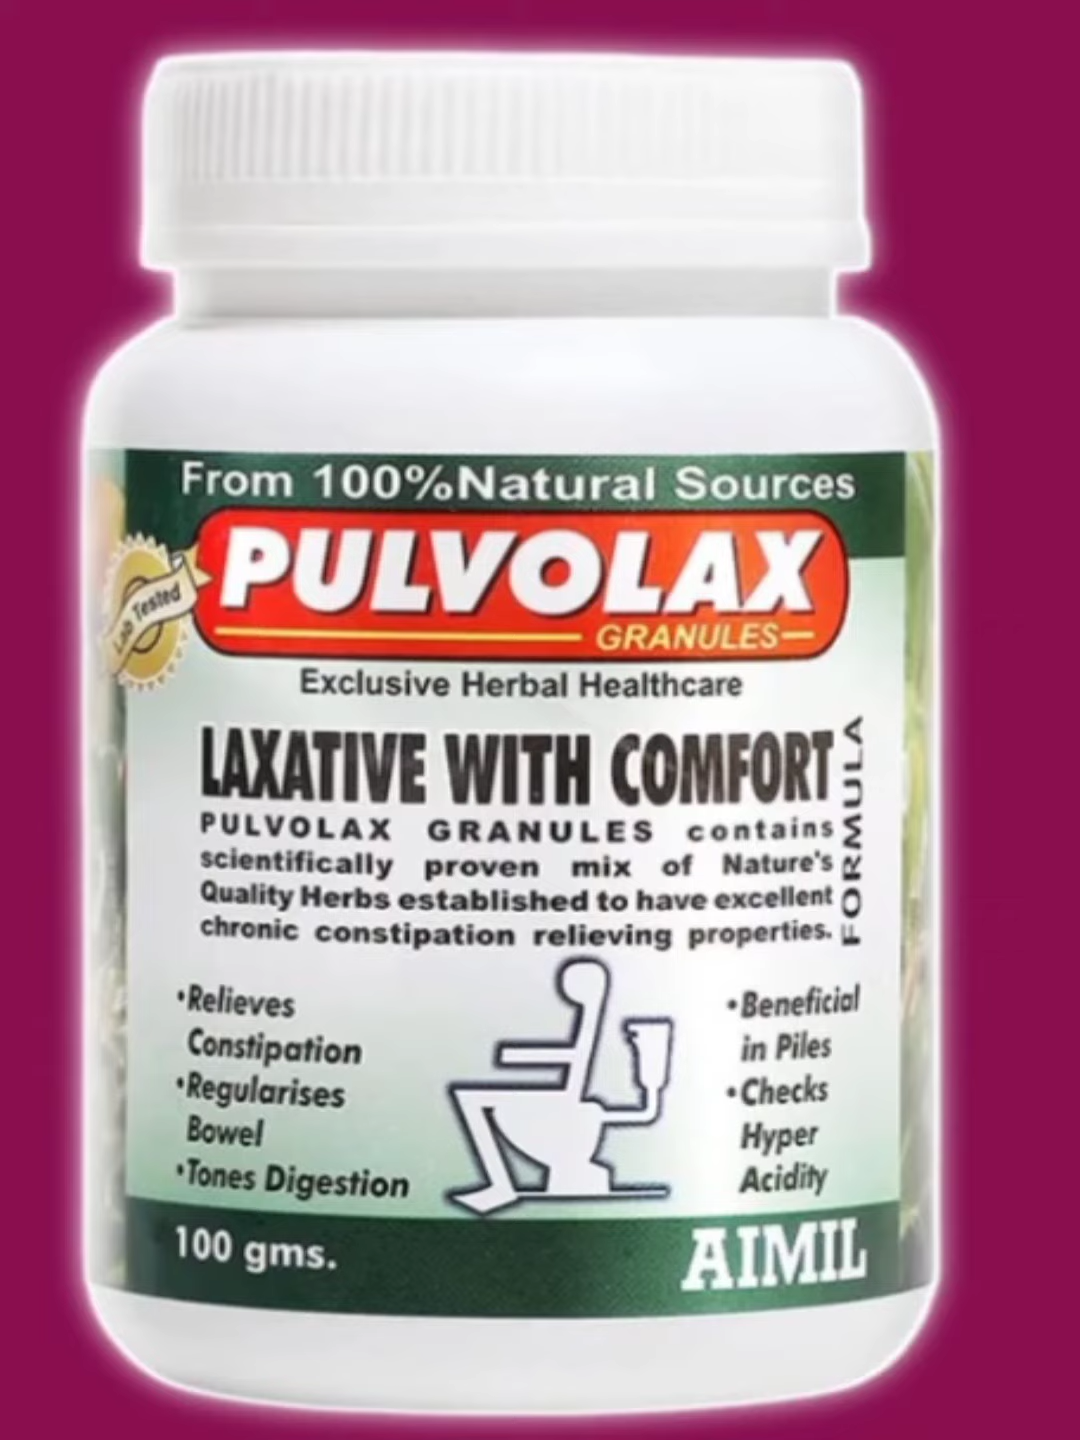 From 100%Natural Sources
Lab Tested
PULVOLAX
GRANULES
Exclusive Herbal Healthcare
LAXATIVE WITH COMFORT
FORMULA
PULVOLAX GRANULES contains
scientifically proven mix of Nature's
Quality Herbs established to have excellent
chronic constipation relieving properties.
•Relieves
Constipation
•Regularises
Bowel
•Tones Digestion
•Beneficial
in Piles
•Checks
Hyper
Acidity
100 gms.
AIMIL